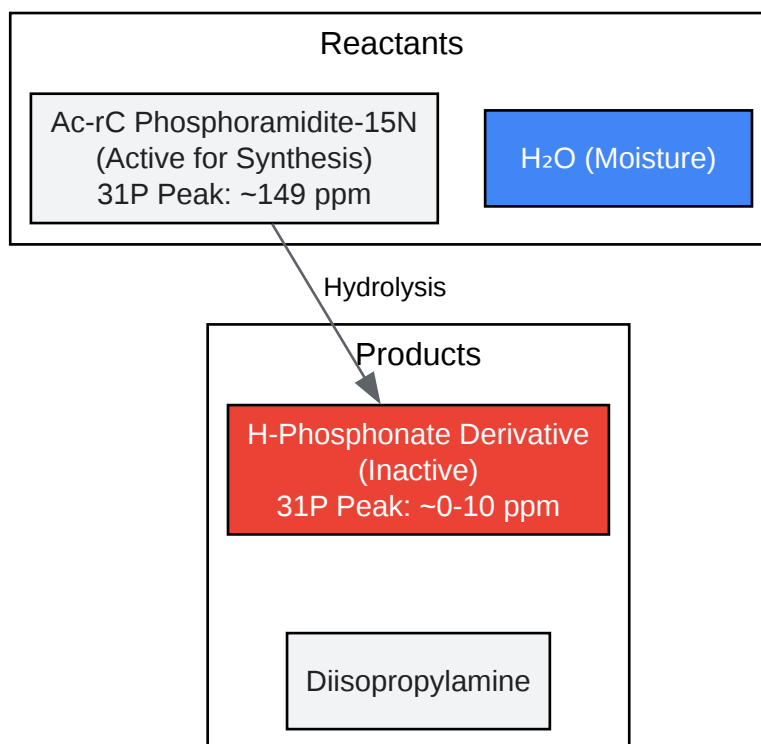 Reactants
Ac-rC Phosphoramidite-15N
(Active for Synthesis)
31P Peak: ~149 ppm
H₂O (Moisture)
Hydrolysis
Products
H-Phosphonate Derivative
(Inactive)
31P Peak: ~0-10 ppm
Diisopropylamine